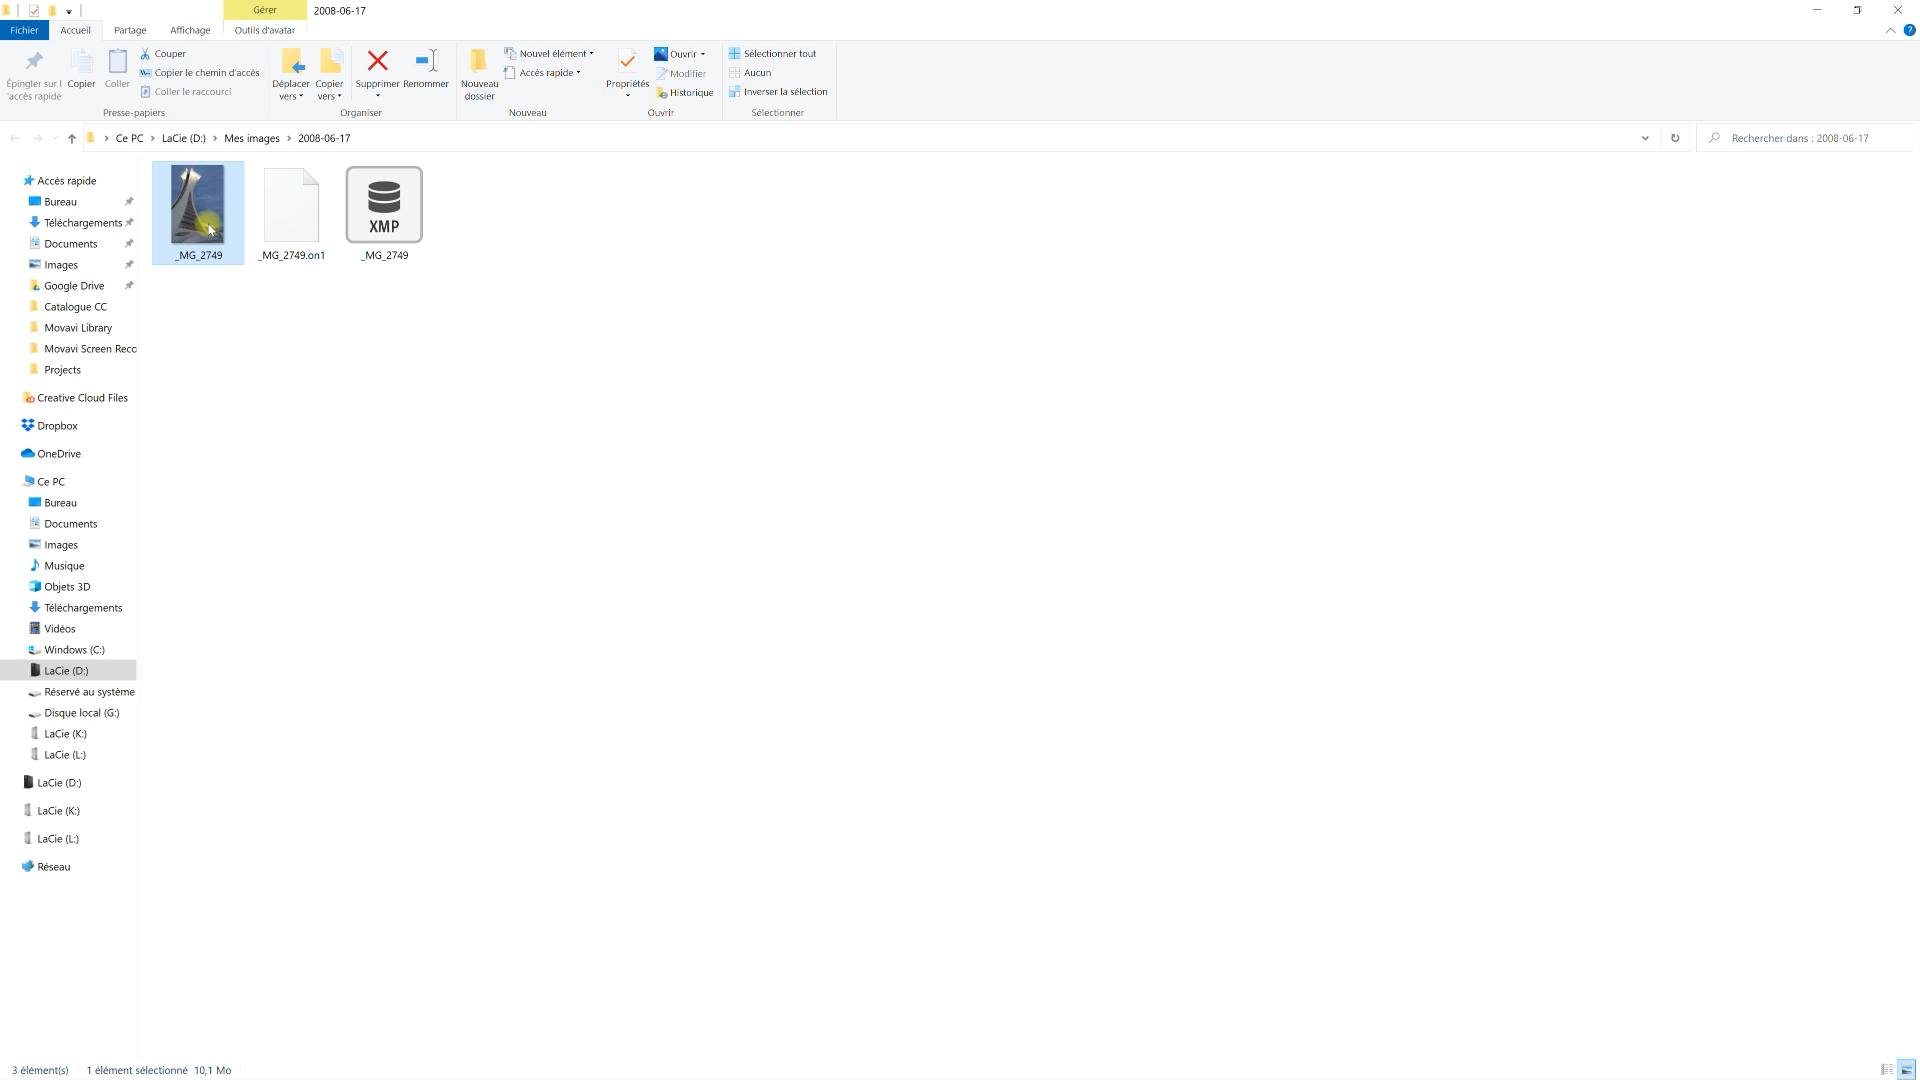 Gérer
2008-06-17
Fichier
Accueil
Partage
Affichage
Outils d'avatar
?
Épingler sur l
'accès rapide
Copier
Coller
Couper
Copier le chemin d'accès
Coller le raccourci
Presse-papiers
Déplacer
vers
Copier
vers
Supprimer
Renommer
Organiser
Nouveau
dossier
Nouvel élément
Accès rapide
Nouveau
Propriétés
Ouvrir
Modifier
Historique
Ouvrir
Sélectionner tout
Aucun
Inverser la sélection
Sélectionner
Ce PC
LaCie (D:)
Mes images
2008-06-17
Rechercher dans : 2008-06-17
Accès rapide
Bureau
Téléchargements
Documents
Images
Google Drive
Catalogue CC
Movavi Library
Movavi Screen Reco
Projects
Creative Cloud Files
Dropbox
OneDrive
Ce PC
Bureau
Documents
Images
Musique
Objets 3D
Téléchargements
Vidéos
Windows (C:)
LaCie (D:)
Réservé au système
Disque local (G:)
LaCie (K:)
LaCie (L:)
LaCie (D:)
LaCie (K:)
LaCie (L:)
Réseau
_MG_2749
_MG_2749.on1
XMP
_MG_2749
3 élément(s)
1 élément sélectionné 10,1 Mo